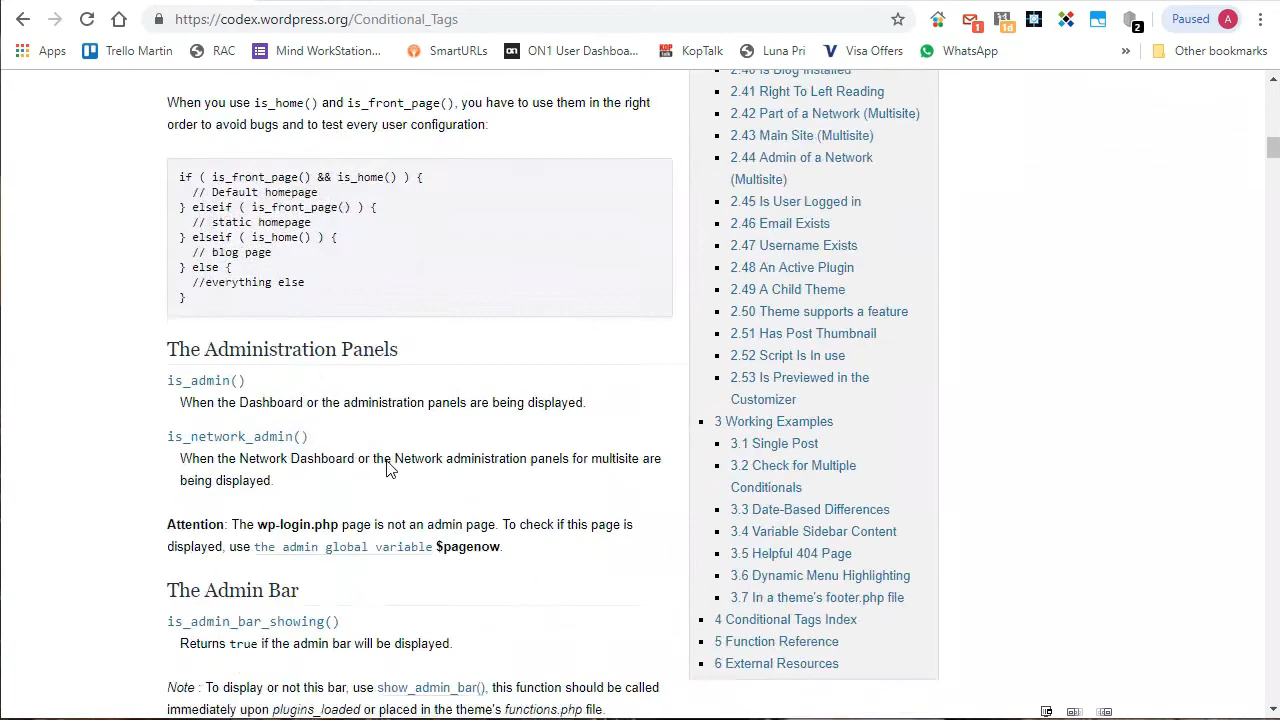 https://codex.wordpress.org/Conditional_Tags
1
1d
2
Paused
A
Apps
Trello Martin
RAC
Mind WorkStation...
SmartURLs
ON1 User Dashboa...
KopTalk
Luna Pri
Visa Offers
WhatsApp
»
Other bookmarks
When you use is_home() and is_front_page(), you have to use them in the right
order to avoid bugs and to test every user configuration:
if ( is_front_page() && is_home() ) {
// Default homepage
} elseif ( is_front_page() ) {
// static homepage
} elseif ( is_home() ) {
// blog page
} else {
//everything else
}
The Administration Panels
is_admin()
When the Dashboard or the administration panels are being displayed.
is_network_admin()
When the Network Dashboard or the Network administration panels for multisite are
being displayed.
Attention: The wp-login.php page is not an admin page. To check if this page is
displayed, use the admin global variable $pagenow.
The Admin Bar
is_admin_bar_showing()
Returns true if the admin bar will be displayed.
Note : To display or not this bar, use show_admin_bar(), this function should be called
immediately upon plugins_loaded or placed in the theme's functions.php file.
2.40 Is Blog Installed
2.41 Right To Left Reading
2.42 Part of a Network (Multisite)
2.43 Main Site (Multisite)
2.44 Admin of a Network
(Multisite)
2.45 Is User Logged in
2.46 Email Exists
2.47 Username Exists
2.48 An Active Plugin
2.49 A Child Theme
2.50 Theme supports a feature
2.51 Has Post Thumbnail
2.52 Script Is In use
2.53 Is Previewed in the
Customizer
3 Working Examples
3.1 Single Post
3.2 Check for Multiple
Conditionals
3.3 Date-Based Differences
3.4 Variable Sidebar Content
3.5 Helpful 404 Page
3.6 Dynamic Menu Highlighting
3.7 In a theme's footer.php file
4 Conditional Tags Index
5 Function Reference
6 External Resources